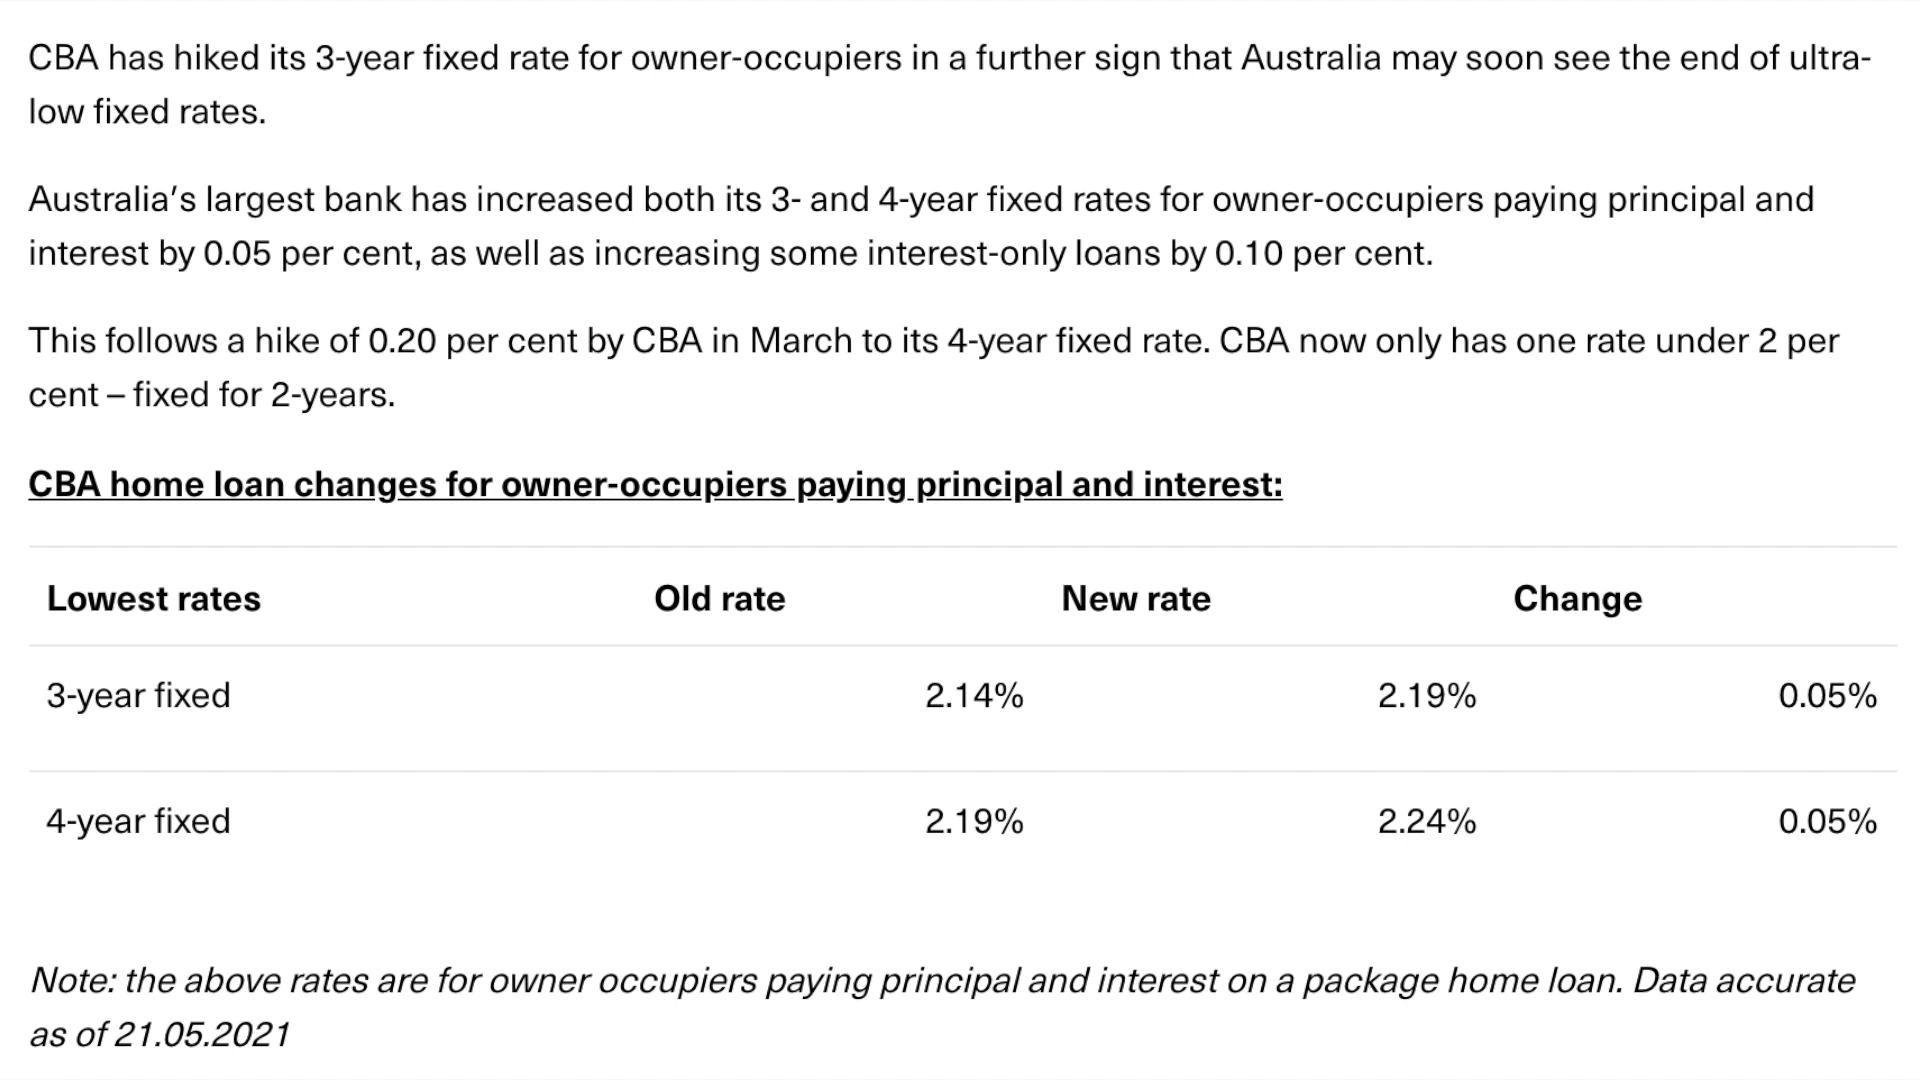 CBA has hiked its 3-year fixed rate for owner-occupiers in a further sign that Australia may soon see the end of ultra-
low fixed rates.
Australia's largest bank has increased both its 3- and 4-year fixed rates for owner-occupiers paying principal and
interest by 0.05 per cent, as well as increasing some interest-only loans by 0.10 per cent.
This follows a hike of 0.20 per cent by CBA in March to its 4-year fixed rate. CBA now only has one rate under 2 per
cent – fixed for 2-years.
CBA home loan changes for owner-occupiers paying principal and interest:
Lowest rates Old rate New rate Change
3-year fixed 2.14% 2.19% 0.05%
4-year fixed 2.19% 2.24% 0.05%
Note: the above rates are for owner occupiers paying principal and interest on a package home loan. Data accurate
as of 21.05.2021